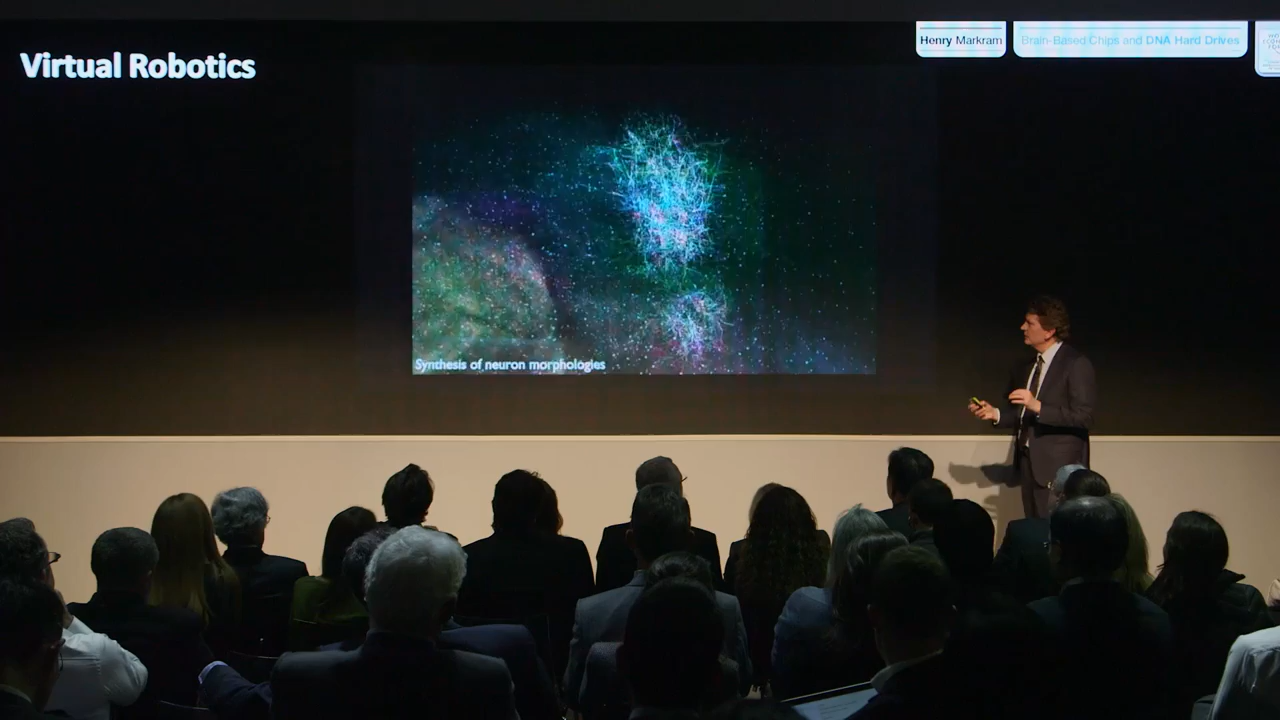 Virtual Robotics
Henry Markram
Brain-Based Chips and DNA Hard Drives
Synthesis of neuron morphologies